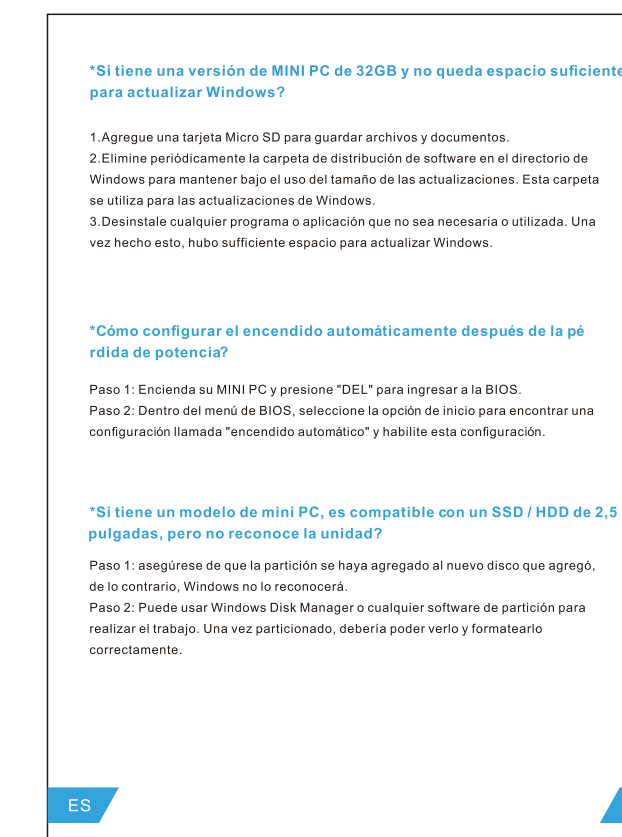 *Si tiene una versión de MINI PC de 32GB y no queda espacio suficiente
para actualizar Windows?
1.Agregue una tarjeta Micro SD para guardar archivos y documentos.
2.Elimine periódicamente la carpeta de distribución de software en el directorio de
Windows para mantener bajo el uso del tamaño de las actualizaciones. Esta carpeta
se utiliza para las actualizaciones de Windows.
3.Desinstale cualquier programa o aplicación que no sea necesaria o utilizada. Una
vez hecho esto, hubo sufficiente espacio para actualizar Windows.
*Cómo configurar el encendido automáticamente después de la pé
rdida de potencia?
Paso 1: Encienda su MINI PC y presione "DEL" para ingresar a la BIOS.
Paso 2: Dentro del menú de BIOS, seleccione la opción de inicio para encontrar una
configuración llamada "encendido automático" y habilite esta configuración.
*Si tiene un modelo de mini PC, es compatible con un SSD / HDD de 2,5
pulgadas, pero no reconoce la unidad?
Paso 1: asegúrese de que la partición se haya agregado al nuevo disco que agregó,
de lo contrario, Windows no lo reconocerá.
Paso 2: Puede usar Windows Disk Manager o cualquier software de partición para
realizar el trabajo. Una vez particionado, debería poder verlo y formatearlo
correctamente.
ES